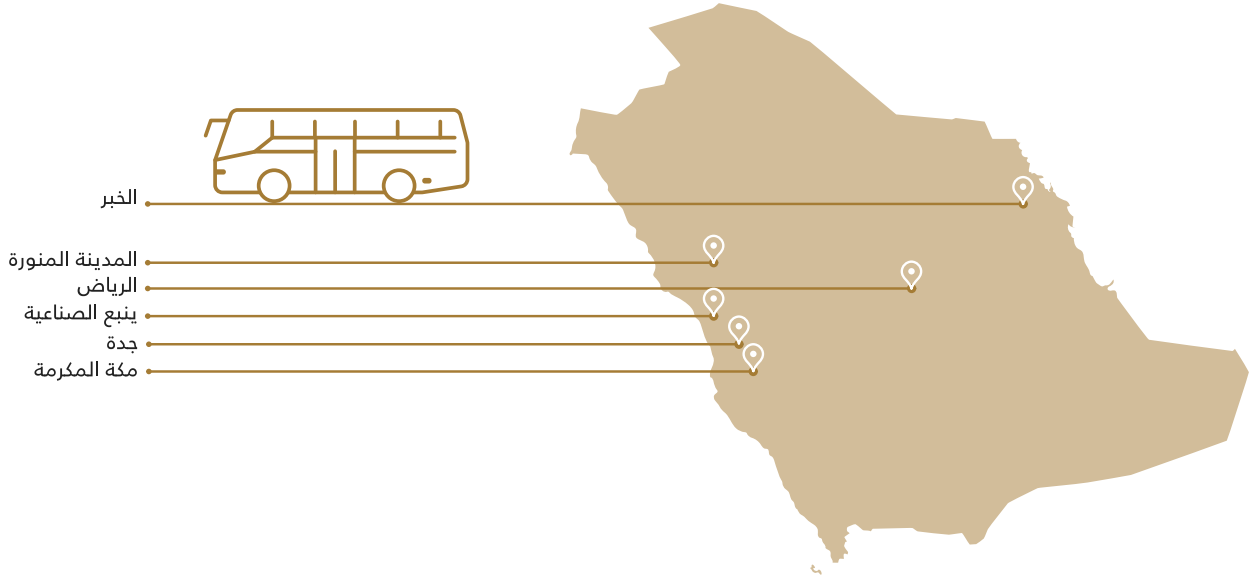 الخبر
المدينة المنورة
الرياض
ينبع الصناعية
جدة
مكة المكرمة